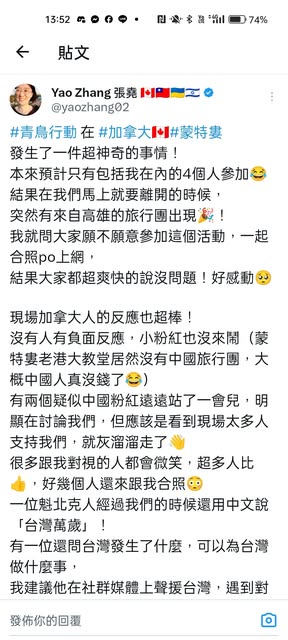 13:52
74%
貼文
Yao Zhang 張堯 🇨🇦🇹🇼🇺🇦🇮🇱
@yaozhang02
#青鳥行動 在 #加拿大🇨🇦#蒙特婁
發生了一件超神奇的事情！
本來預計只有包括我在內的4個人參加😂
結果在我們馬上就要離開的時候，
突然有來自高雄的旅行團出現🎉！
我就問大家願不願意參加這個活動，一起
合照po上網，
結果大家都超爽快的說沒問題！好感動🥺
現場加拿大人的反應也超棒！
沒有人有負面反應，小粉紅也沒來鬧（蒙
特婁老港大教堂居然沒有中國旅行團，大
概中國人真沒錢了😂）
有兩個疑似中國粉紅遠遠站了一會兒，明
顯在討論我們，但應該是看到現場太多人
支持我們，就灰溜溜走了👋
很多跟我對視的人都會微笑，超多人比
👍，好幾個人還來跟我合照😳
一位魁北克人經過我們的時候還用中文說
「台灣萬歲」！
有一位還問台灣發生了什麼，可以為台灣
做什麼事，
我建議他在社群媒體上聲援台灣，遇到對
發佈你的回覆